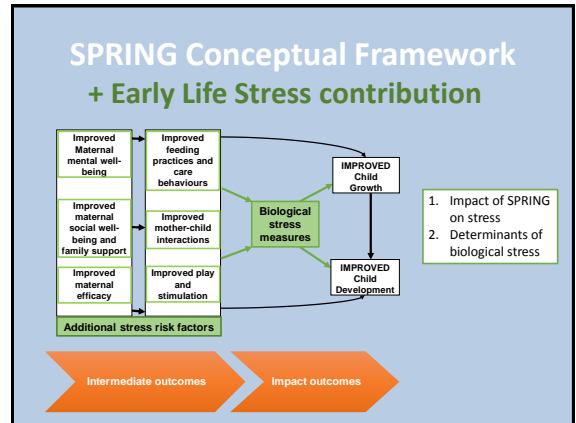 SPRING Conceptual Framework
+ Early Life Stress contribution
Improved
Maternal
mental well-
being
Improved
maternal
social well-
being and
family support
Improved
maternal
efficacy
Improved
feeding
practices and
care
behaviours
Improved
mother-child
interactions
Improved play
and
stimulation
Additional stress risk factors
Biological
stress
measures
IMPROVED
Child
Growth
IMPROVED
Child
Development
1. Impact of SPRING
on stress
2. Determinants of
biological stress
Intermediate outcomes
Impact outcomes